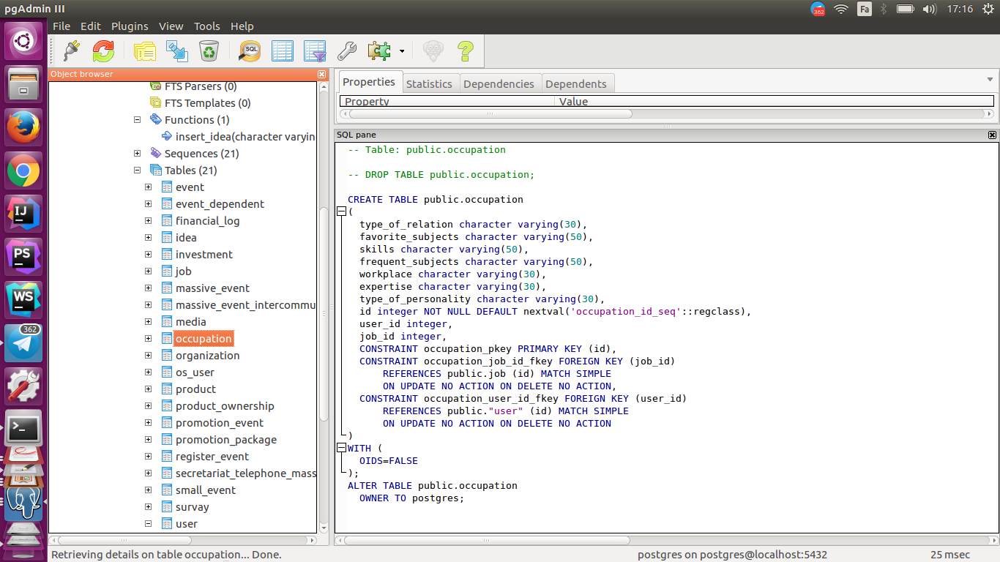 pgAdmin III
362
Fa
17:16
File Edit Plugins View Tools Help
SQL
Object browser
FTS Parsers (0)
FTS Templates (0)
Functions (1)
insert_idea(character varyin
Sequences (21)
Tables (21)
event
event_dependent
financial_log
idea
investment
job
massive_event
massive_event_intercommu
media
occupation
organization
os_user
product
product_ownership
promotion_event
promotion_package
register_event
secretariat_telephone_mass
small_event
survay
user
IJ
PS
WS
362
>_
Properties Statistics Dependencies Dependents
Property Value
SQL pane
-- Table: public.occupation
-- DROP TABLE public.occupation;
CREATE TABLE public.occupation
(
type_of_relation character varying(30),
favorite_subjects character varying(50),
skills character varying(50),
frequent_subjects character varying(50),
workplace character varying(30),
expertise character varying(30),
type_of_personality character varying(30),
id integer NOT NULL DEFAULT nextval('occupation_id_seq'::regclass),
user_id integer,
job_id integer,
CONSTRAINT occupation_pkey PRIMARY KEY (id),
CONSTRAINT occupation_job_id_fkey FOREIGN KEY (job_id)
REFERENCES public.job (id) MATCH SIMPLE
ON UPDATE NO ACTION ON DELETE NO ACTION,
CONSTRAINT occupation_user_id_fkey FOREIGN KEY (user_id)
REFERENCES public."user" (id) MATCH SIMPLE
ON UPDATE NO ACTION ON DELETE NO ACTION
)
WITH (
OIDS=FALSE
);
ALTER TABLE public.occupation
OWNER TO postgres;
Retrieving details on table occupation... Done.
postgres on postgres@localhost:5432
25 msec